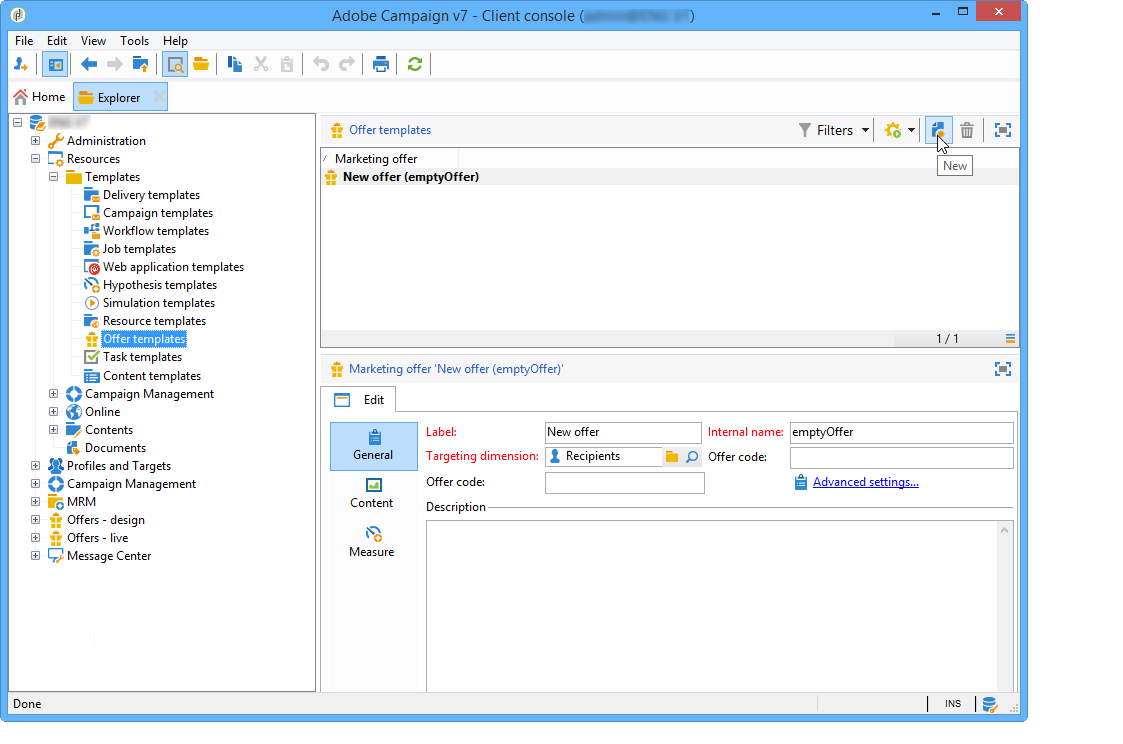 Adobe Campaign v7 - Client console (
)
File Edit View Tools Help
Home Explorer
Administration
Resources
Templates
Delivery templates
Campaign templates
Workflow templates
Job templates
Web application templates
Hypothesis templates
Simulation templates
Resource templates
Offer templates
Task templates
Content templates
Campaign Management
Online
Contents
Documents
Profiles and Targets
Campaign Management
MRM
Offers - design
Offers - live
Message Center
Offer templates Filters
New
Marketing offer
New offer (emptyOffer)
1 / 1
Marketing offer 'New offer (emptyOffer)'
Edit
General
Content
Measure
Label: New offer Internal name: emptyOffer
Targeting dimension: Recipients Offer code:
Offer code: Advanced settings...
Description
Done INS